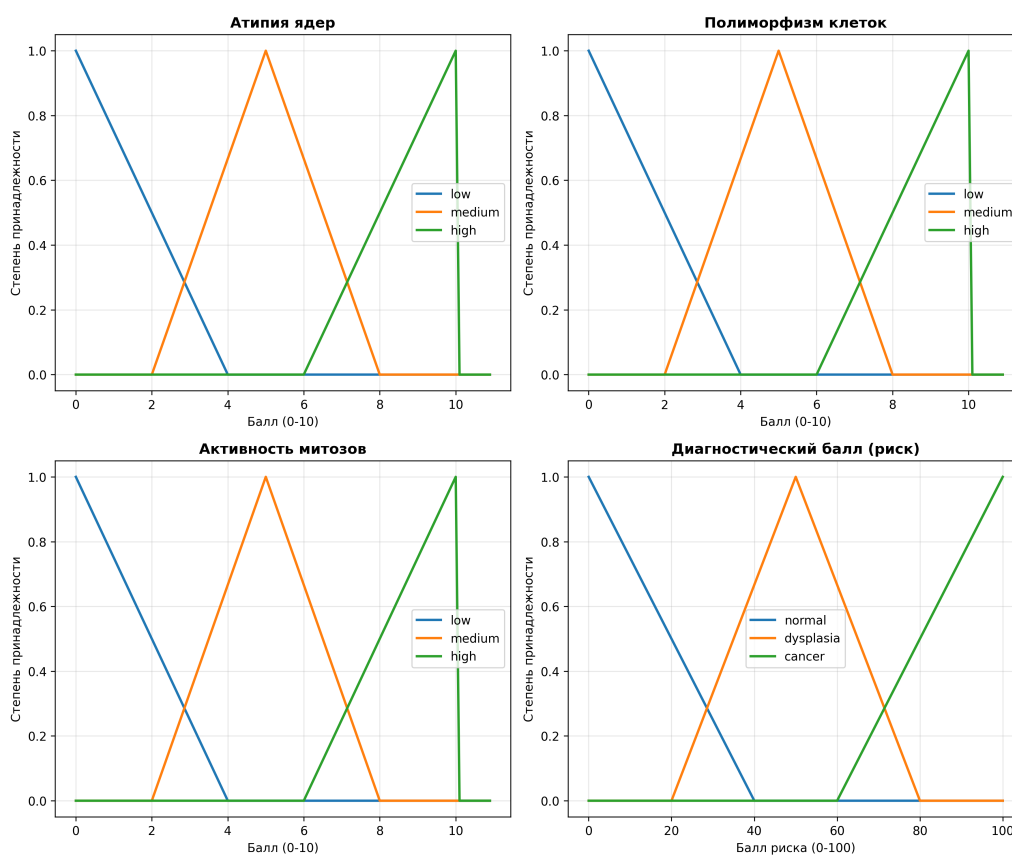 Атипия ядер
Степень принадлежности
1.0
0.8
0.6
0.4
0.2
0.0
low
medium
high
0 2 4 6 8 10
Балл (0-10)
Полиморфизм клеток
Степень принадлежности
1.0
0.8
0.6
0.4
0.2
0.0
low
medium
high
0 2 4 6 8 10
Балл (0-10)
Активность митозов
Степень принадлежности
1.0
0.8
0.6
0.4
0.2
0.0
low
medium
high
0 2 4 6 8 10
Балл (0-10)
Диагностический балл (риск)
Степень принадлежности
1.0
0.8
0.6
0.4
0.2
0.0
normal
dysplasia
cancer
0 20 40 60 80 100
Балл риска (0-100)